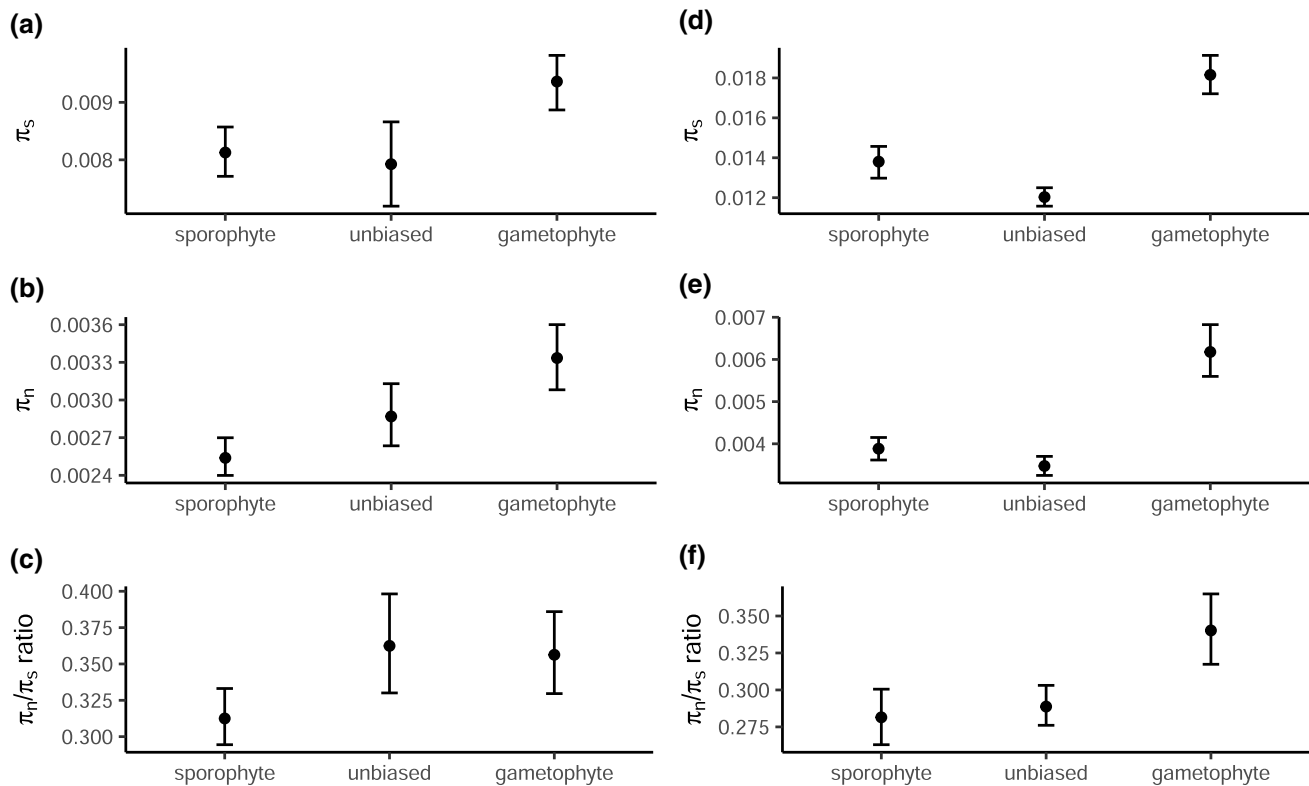 (a)
πs
0.009
0.008
sporophyte unbiased gametophyte
(b)
πn
0.0036
0.0033
0.0030
0.0027
0.0024
sporophyte unbiased gametophyte
(c)
πn/πs ratio
0.400
0.375
0.350
0.325
0.300
sporophyte unbiased gametophyte
(d)
πs
0.018
0.016
0.014
0.012
sporophyte unbiased gametophyte
(e)
πn
0.007
0.006
0.005
0.004
sporophyte unbiased gametophyte
(f)
πn/πs ratio
0.350
0.325
0.300
0.275
sporophyte unbiased gametophyte